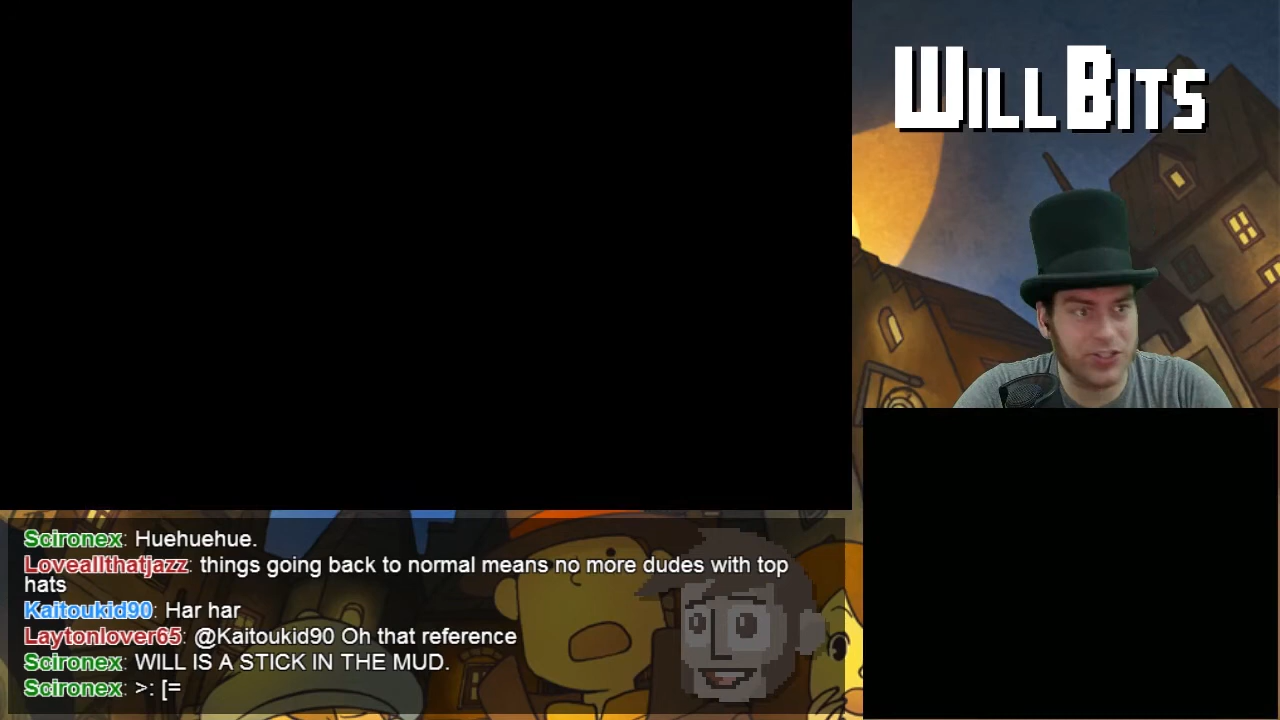 WILL BITS
Scironex: Huehuehue.
Loveallthatjazz: things going back to normal means no more dudes with top
hats
Kaitoukid90: Har har
Laytonlover65: @Kaitoukid90 Oh that reference
Scironex: WILL IS A STICK IN THE MUD.
Scironex: >: [=